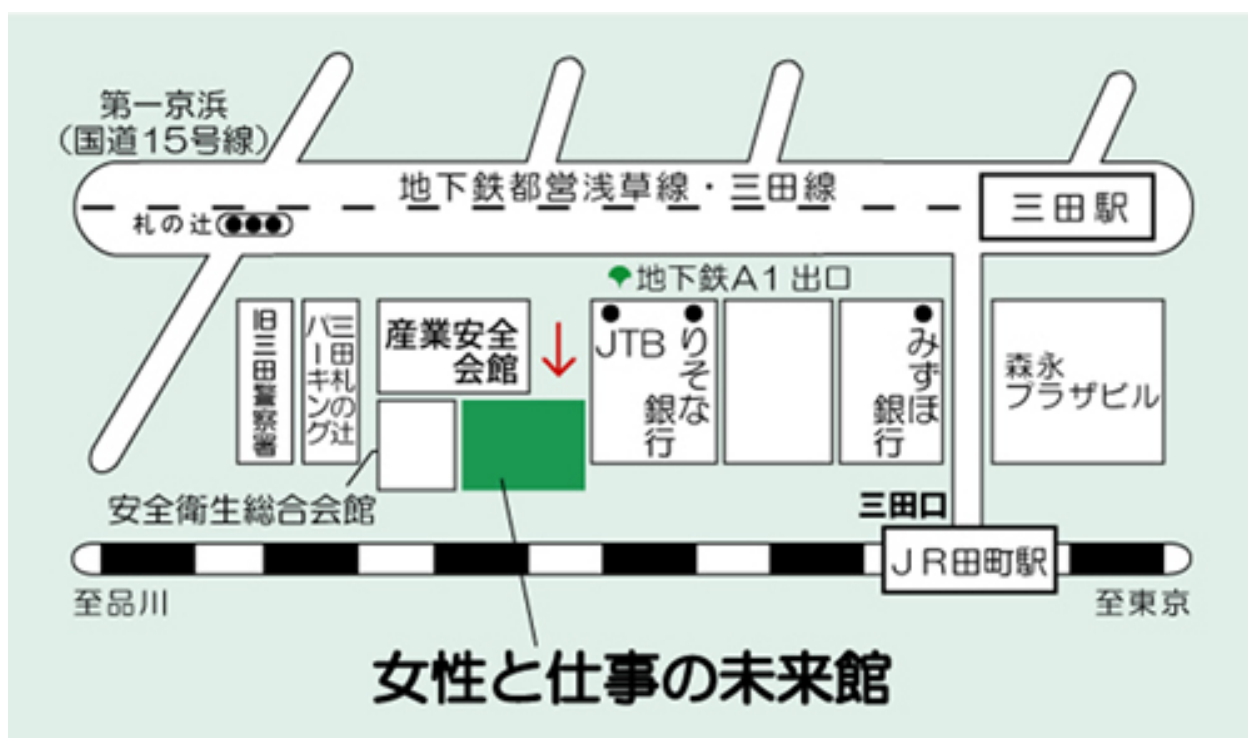 第一京浜
（国道15号線）
地下鉄都営浅草線・三田線
三田駅
札の辻
地下鉄A1出口
旧三田警察署
三田札の辻
パーキング
産業安全
会館
JTB
りそな
銀行
みずほ
銀行
森永
プラザビル
安全衛生総合会館
三田口
JR田町駅
至品川
至東京
女性と仕事の未来館